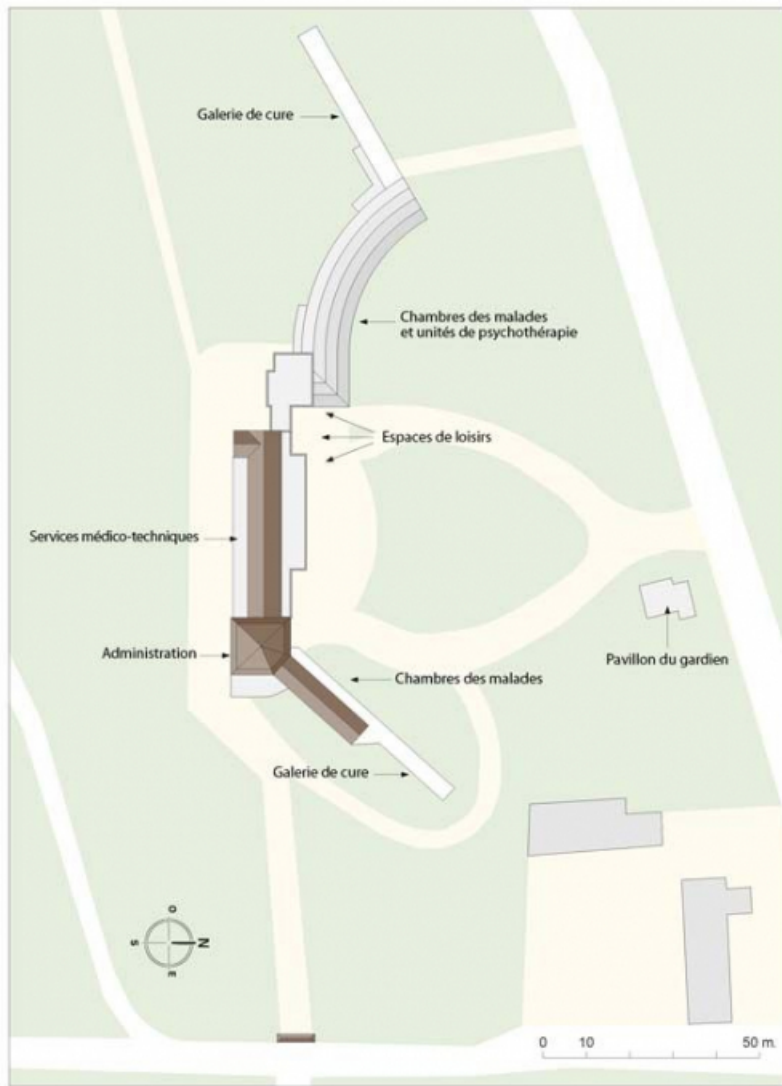 Galerie de cure
Chambres des malades
et unités de psychothérapie
Espaces de loisirs
Services médico-techniques
Administration
Pavillon du gardien
Chambres des malades
Galerie de cure
O
S
N
E
0 10 50 m.